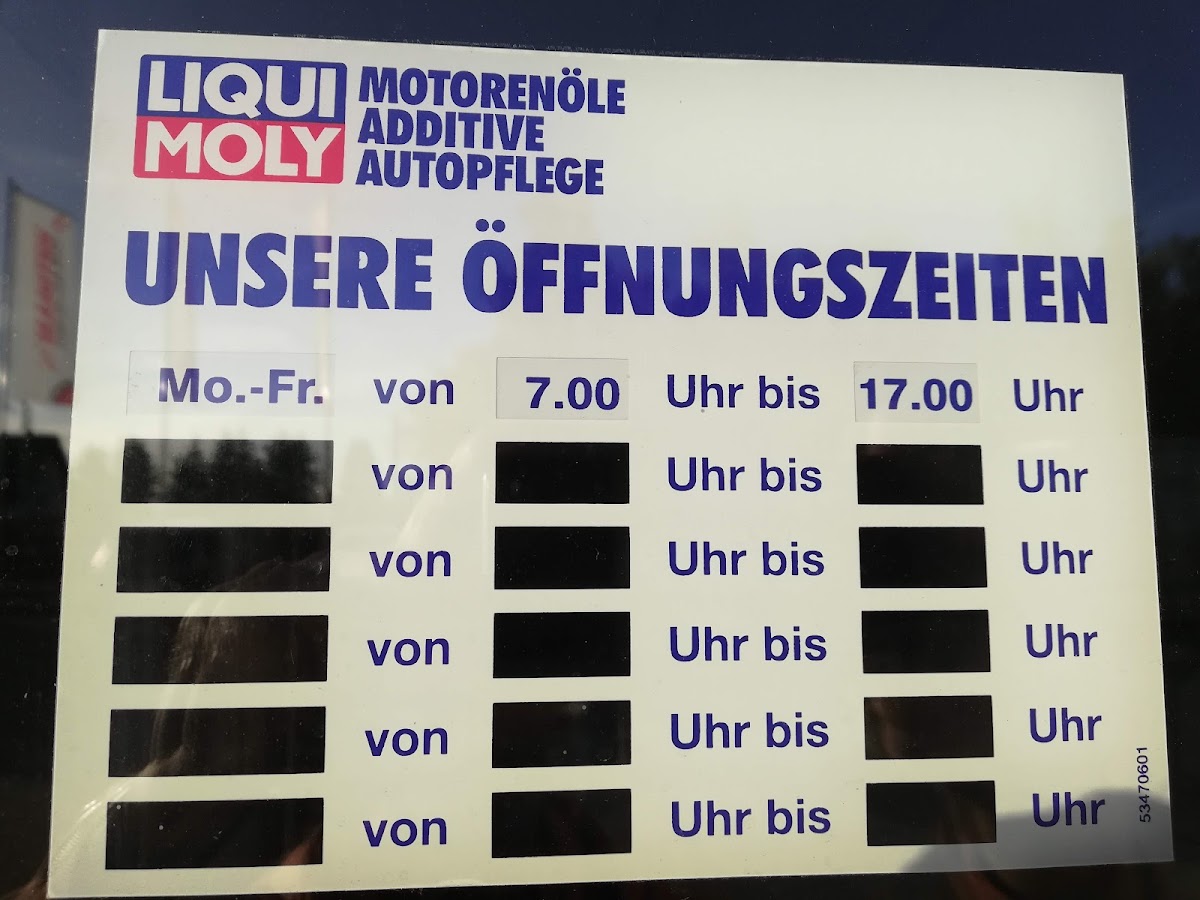 LIQUI
MOLY
MOTORENÖLE
ADDITIVE
AUTOPFLEGE
UNSERE ÖFFNUNGSZEITEN
Mo.-Fr. von 7.00 Uhr bis 17.00 Uhr
von Uhr bis Uhr
von Uhr bis Uhr
von Uhr bis Uhr
von Uhr bis Uhr
von Uhr bis Uhr
53470601